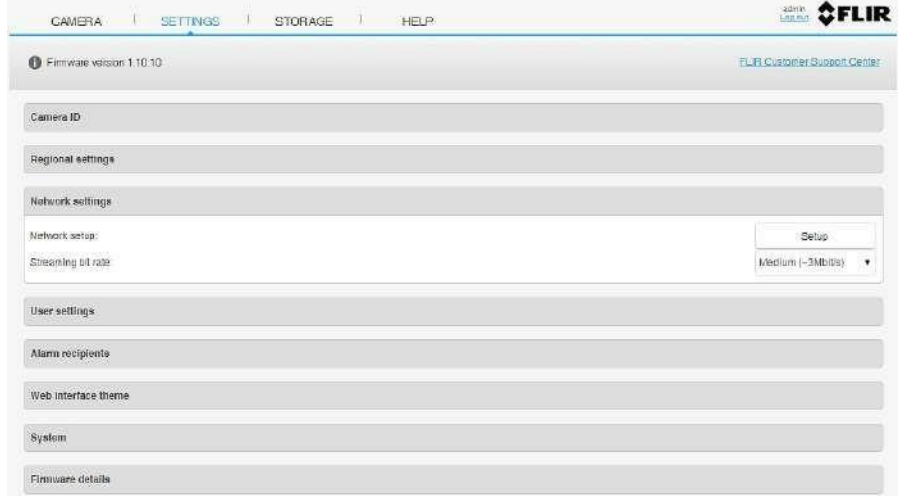 CAMERA | SETTINGS | STORAGE | HELP
admin
Log out
FLIR
Firmware version 1.10.10
FLIR Customer Support Center
Camera ID
Regional settings
Network settings
Network setup:
Setup
Streaming bit rate
Medium (~3Mbit/s)
User settings
Alarm recipients
Web interface theme
System
Firmware details